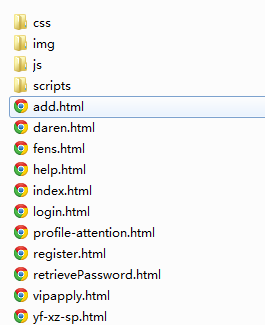 css
img
js
scripts
add.html
daren.html
fens.html
help.html
index.html
login.html
profile-attention.html
register.html
retrievePassword.html
vipapply.html
yf-xz-sp.html